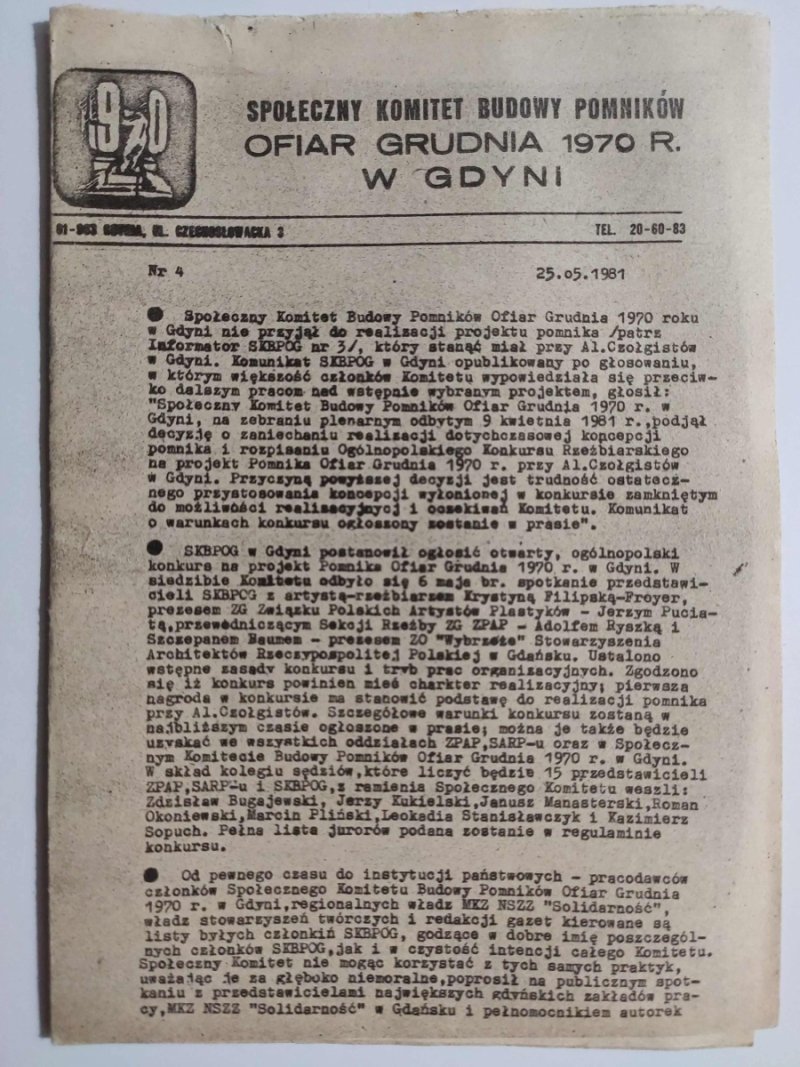 1970
SPOŁECZNY KOMITET BUDOWY POMNIKÓW
OFIAR GRUDNIA 1970 R.
W GDYNI
81-963 GDYNIA, UL. CZECHOSŁOWACKA 3 TEL. 20-60-83
Nr 4 25.o5.1981
● Społeczny Komitet Budowy Pomników Ofiar Grudnia 1970 roku
w Gdyni nie przyjął do realizacji projektu pomnika /patrz
Informator SKBPOG nr 3/, który stanąć miał przy Al.Czołgistów
w Gdyni. Komunikat SKBPOG w Gdyni opublikowany po głosowaniu,
w którym większość członków Komitetu wypowiedziała się przeciw-
ko dalszym pracom nad wstępnie wybranym projektem, głosił:
"Społeczny Komitet Budowy Pomników Ofiar Grudnia 1970 r. w
Gdyni, na zebraniu plenarnym odbytym 9 kwietnia 1981 r.,podjął
decyzję o zaniechaniu realizacji dotychczasowej koncepcji
pomnika i rozpisaniu Ogólnopolskiego Konkursu Rzeźbiarskiego
na projekt Pomnika Ofiar Grudnia 1970 r. przy Al.Czołgistów
w Gdyni. Przyczyną powyższej decyzji jest trudność ostatecz-
nego przystosowania koncepcji wyłonionej w konkursie zamkniętym
do możliwości realizacyjnej i oczekiwań Komitetu. Komunikat
o warunkach konkursu ogłoszony zostanie w prasie".
● SKBPOG w Gdyni postanowił ogłosić otwarty, ogólnopolski
konkurs na projekt Pomnika Ofiar Grudnia 1970 r. w Gdyni. W
siedzibie Komitetu odbyło się 6 maja br. spotkanie przedstawi-
cieli SKBPOG z artystą-rzeźbiarzem Krystyną Filipską-Froyer,
prezesem ZG Związku Polskich Artystów Plastyków - Jerzym Pucia-
tą,przewodniczącym Sekcji Rzeźby ZG ZPAP - Adolfem Ryszką i
Szczepanem Baumem - prezesem ZO "Wybrzeże" Stowarzyszenia
Architektów Rzeczypospolitej Polskiej w Gdańsku. Ustalono
wstępne zasady konkursu i tryb prac organizacyjnych. Zgodzono
się iż konkurs powinien mieć charkter realizacyjny; pierwsza
nagroda w konkursie ma stanowić podstawę do realizacji pomnika
przy Al.Czołgistów. Szczegółowe warunki konkursu zostaną w
najbliższym czasie ogłoszone w prasie; można je także będzie
uzyskać we wszystkich oddziałach ZPAP,SARP-u oraz w Społecz-
nym Komitecie Budowy Pomników Ofiar Grudnia 1970 r. w Gdyni.
W skład kolegium sędziów,które liczyć będzie 15 przedstawicieli
ZPAP,SARP-u i SKBPOG,z ramienia Społecznego Komitetu weszli:
Zdzisław Bugajewski, Jerzy Kukielski,Janusz Manasterski,Roman
Okoniewski,Marcin Pliński,Leokadia Stanisławczyk i Kazimierz
Sopuch. Pełna lista jurorów podana zostanie w regulaminie
konkursu.
● Od pewnego czasu do instytucji państwowych - pracodawców
członków Społecznego Komitetu Budowy Pomników Ofiar Grudnia
1970 r. w Gdyni,regionalnych władz MKZ NSZZ "Solidarność",
władz stowarzyszeń twórczych i redakcji gazet kierowane są
listy byłych członkiń SKBPOG, godzące w dobre imię poszczegól-
nych członków SKBPOG,jak i w czystość intencji całego Komitetu.
Społeczny Komitet nie mogąc korzystać z tych samych praktyk,
uważając je za głęboko niemoralne,poprosił na publicznym spot-
kaniu z przedstawicielami największych gdyńskich zakładów pra-
cy,MKZ NSZZ "Solidarność" w Gdańsku i pełnomocnikiem autorek